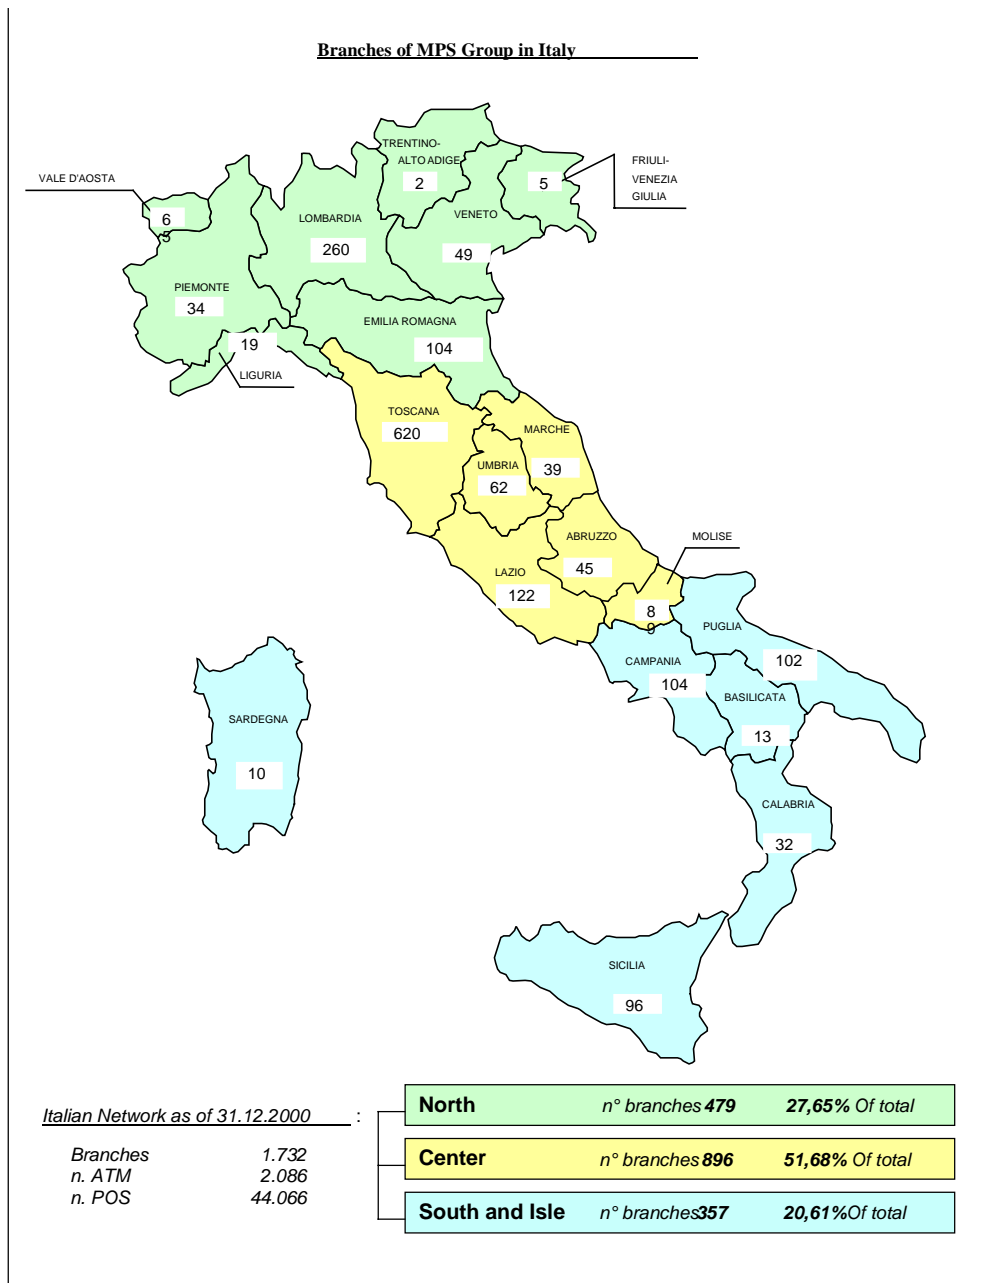 Branches of MPS Group in Italy
TRENTINO-
ALTO ADIGE
2
5
FRIULI-
VENEZIA
GIULIA
VALE D'AOSTA
6
5
LOMBARDIA
260
VENETO
49
PIEMONTE
34
EMILIA ROMAGNA
104
19
LIGURIA
TOSCANA
620
MARCHE
39
UMBRIA
62
ABRUZZO
45
MOLISE
LAZIO
122
8
9
PUGLIA
102
CAMPANIA
104
BASILICATA
13
SARDEGNA
10
CALABRIA
32
SICILIA
96
Italian Network as of 31.12.2000 :
Branches 1.732
n. ATM 2.086
n. POS 44.066
North n° branches 479 27,65% Of total
Center n° branches 896 51,68% Of total
South and Isle n° branches 357 20,61% Of total